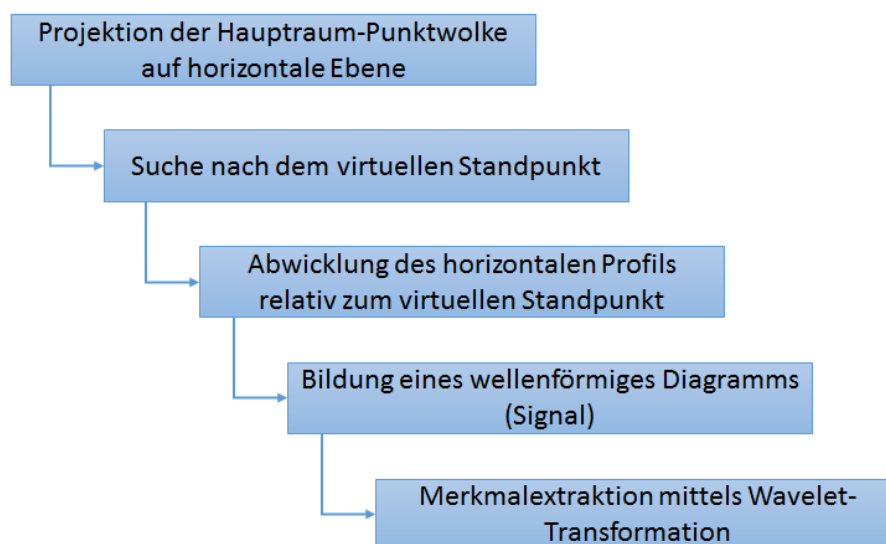 Projektion der Hauptraum-Punktwolke
auf horizontale Ebene
Suche nach dem virtuellen Standpunkt
Abwicklung des horizontalen Profils
relativ zum virtuellen Standpunkt
Bildung eines wellenförmiges Diagramms
(Signal)
Merkmalextraktion mittels Wavelet-
Transformation